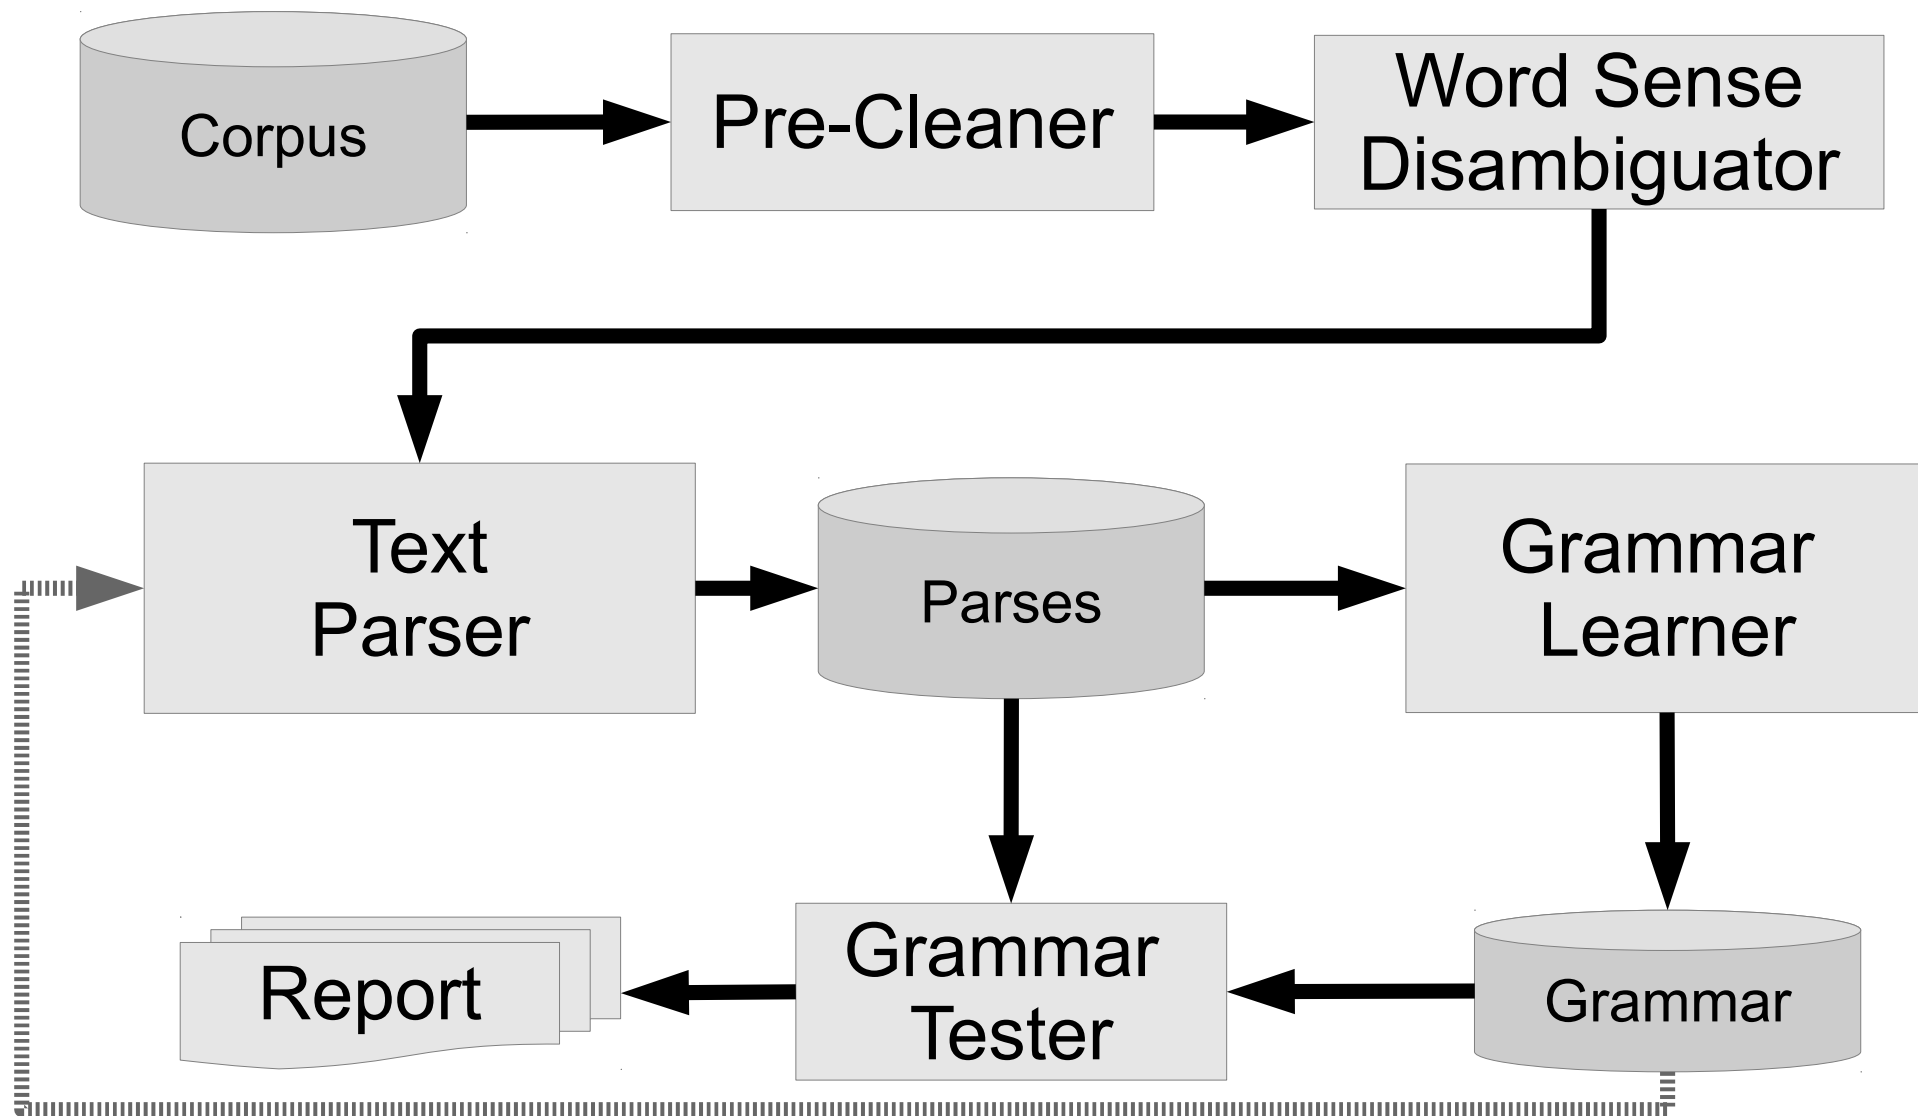 Corpus
Pre-Cleaner
Word Sense
Disambiguator
Text
Parser
Parses
Grammar
Learner
Report
Grammar
Tester
Grammar